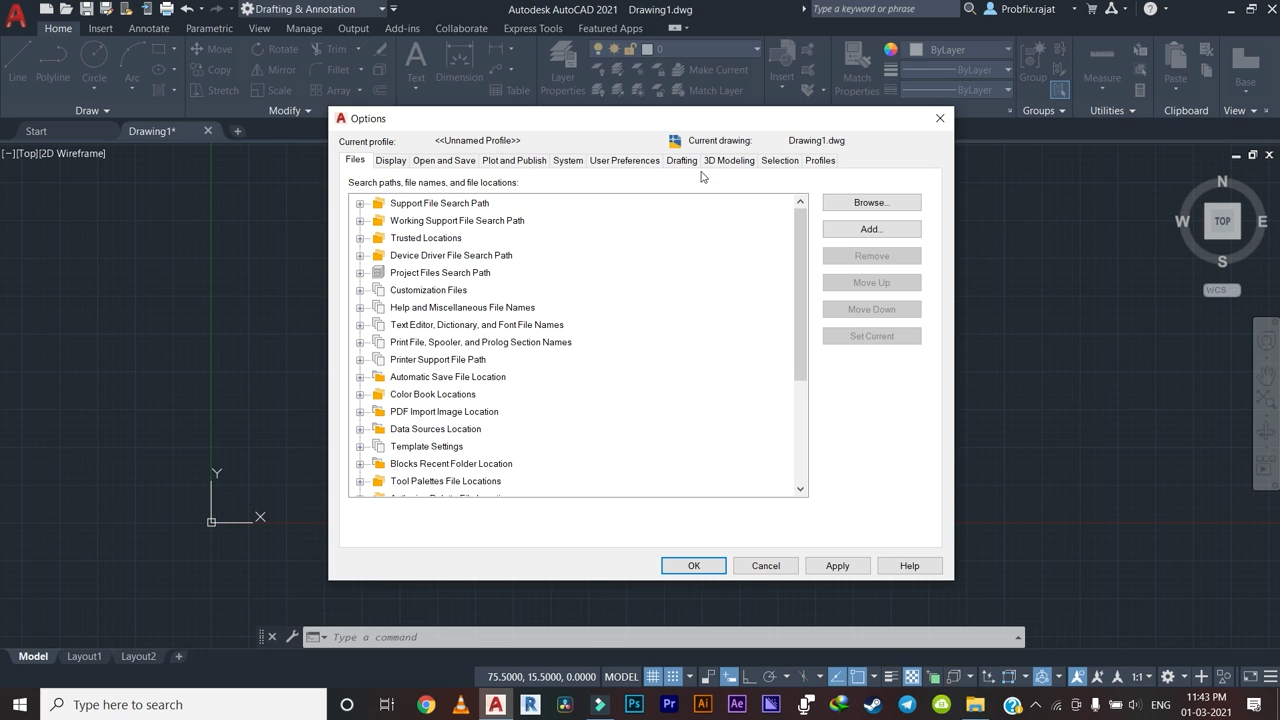 Drafting & Annotation
Autodesk AutoCAD 2021 Drawing1.dwg
Type a keyword or phrase
Probfix.rajat
Home Insert Annotate Parametric View Manage Output Add-ins Collaborate Express Tools Featured Apps
Line
Polyline
Circle
Arc
Move
Rotate
Trim
Copy
Mirror
Fillet
Stretch
Scale
Array
Text
Dimension
Table
Layer
Properties
0
Make Current
Match Layer
Insert
Match
Properties
ByLayer
ByLayer
ByLayer
Group
Measure
Paste
Base
Draw
Modify
Groups
Utilities
Clipboard
View
Start
Drawing1*
[−][Top][2D Wireframe]
Options
Current profile: <<Unnamed Profile>>
Current drawing: Drawing1.dwg
Files Display Open and Save Plot and Publish System User Preferences Drafting 3D Modeling Selection Profiles
Search paths, file names, and file locations:
Support File Search Path
Working Support File Search Path
Trusted Locations
Device Driver File Search Path
Project Files Search Path
Customization Files
Help and Miscellaneous File Names
Text Editor, Dictionary, and Font File Names
Print File, Spooler, and Prolog Section Names
Printer Support File Path
Automatic Save File Location
Color Book Locations
PDF Import Image Location
Data Sources Location
Template Settings
Blocks Recent Folder Location
Tool Palettes File Locations
Browse...
Add...
Remove
Move Up
Move Down
Set Current
OK
Cancel
Apply
Help
N
W
TOP
E
S
WCS
Y
X
Type a command
Model
Layout1
Layout2
75.5000, 15.5000, 0.0000
MODEL
1:1
Type here to search
ENG
11:43 PM
01-03-2021